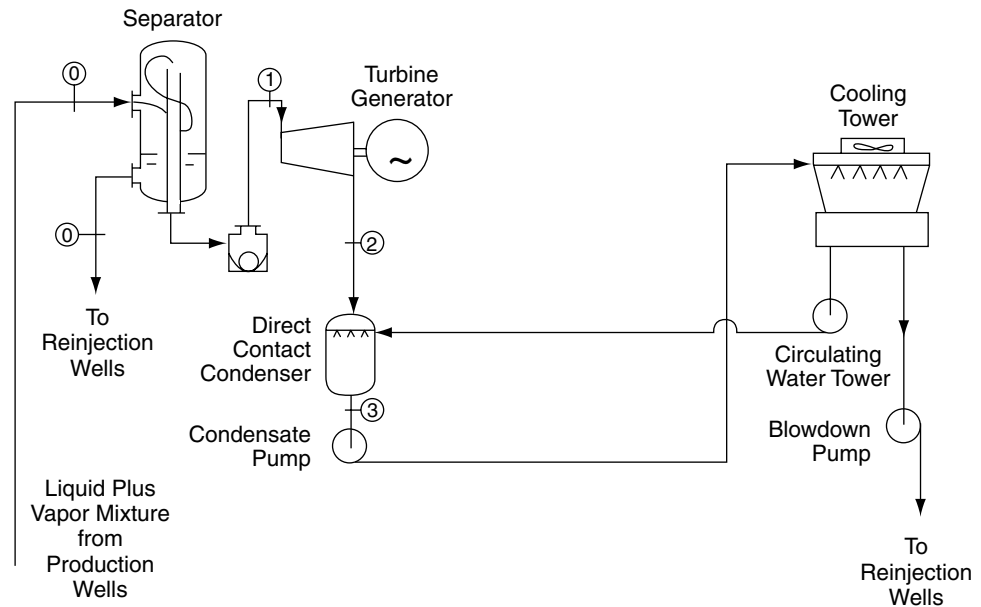 Separator
0
1
Turbine
Generator
~
Cooling
Tower
0
2
To
Reinjection
Wells
Direct
Contact
Condenser
Circulating
Water Tower
3
Condensate
Pump
Blowdown
Pump
Liquid Plus
Vapor Mixture
from
Production
Wells
To
Reinjection
Wells